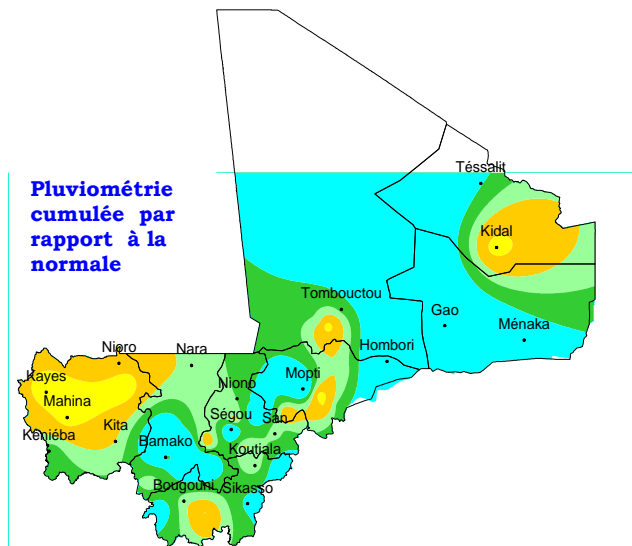 Pluviométrie
cumulée par
rapport à la
normale
Téssalit
Kidal
Tombouctou
Gao
Ménaka
Hombori
Nioro
Nara
Kayes
Mahina
Niono
Mopti
Kéniéba
Kita
Ségou
San
Bamako
Koutiala
Bougouni
Sikasso